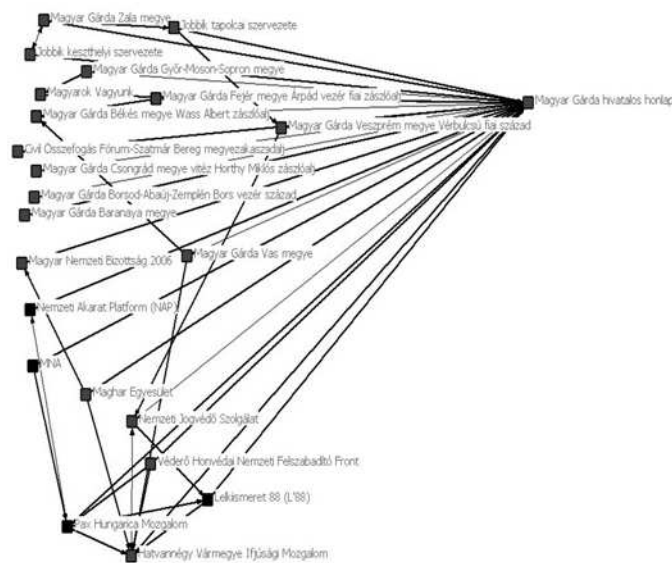 Magyar Gárda Zala megye
Jobbik tapolcai szervezete
Jobbik keszthelyi szervezete
Magyar Gárda Győr-Moson-Sopron megye
Magyarok Vagyunk
Magyar Gárda Fejér megye Árpád vezér fiai zászlóalj
Magyar Gárda hivatalos honlap
Magyar Gárda Békés megye Wass Albert zászlóalj
Magyar Gárda Veszprém megye Vérbulcsú fiai század
Civil Összefogás Fórum-Szatmár Bereg megyezakaszadalj
Magyar Gárda Csongrád megye vitéz Horthy Miklós zászlóalj
Magyar Gárda Borsod-Abaúj-Zemplén Bors vezér század
Magyar Gárda Baranaya megye
Magyar Gárda Vas megye
Magyar Nemzeti Bizottság 2006
Nemzeti Akarat Platform (NAP)
MNA
Maghar Egyesület
Nemzeti Jogvédő Szolgálat
Véderő Honvédai Nemzeti Felszabadító Front
Lelkismeret 88 (L'88)
Pax Hungarica Mozgalom
Hatvannégy Vármegye Ifjúsági Mozgalom